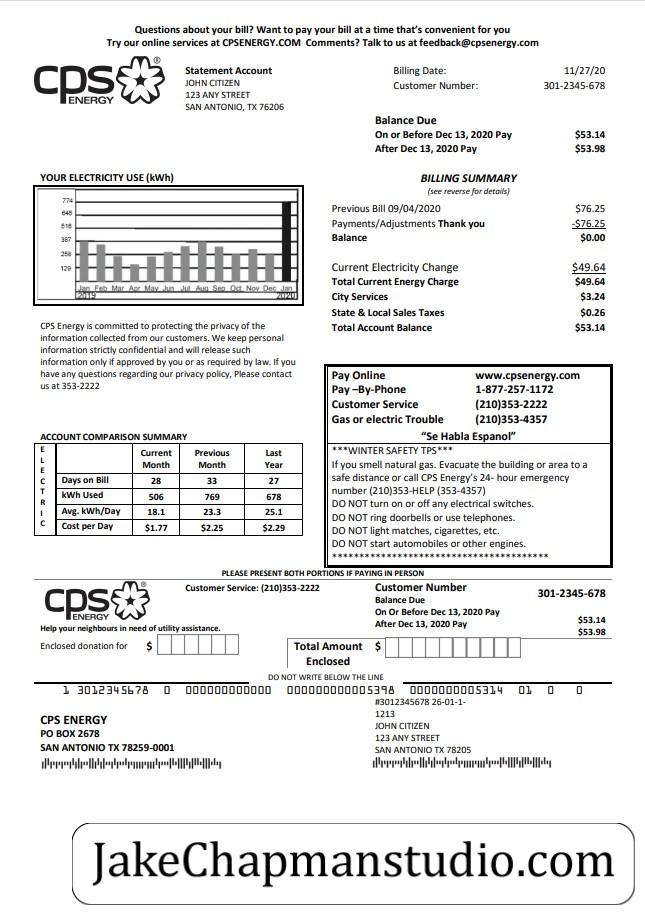 Questions about your bill? Want to pay your bill at a time that's convenient for you
Try our online services at CPSENERGY.COM Comments? Talk to us at feedback@cpsenergy.com
cps ®
ENERGY
Statement Account
JOHN CITIZEN
123 ANY STREET
SAN ANTONIO, TX 76206
Billing Date: 11/27/20
Customer Number: 301-2345-678
Balance Due
On or Before Dec 13, 2020 Pay $53.14
After Dec 13, 2020 Pay $53.98
YOUR ELECTRICITY USE (kWh)
774
645
516
387
258
129
Jan Feb Mar Apr May Jun Jul Aug Sep Oct Nov Dec Jan
2019 2020
BILLING SUMMARY
(see reverse for details)
Previous Bill 09/04/2020 $76.25
Payments/Adjustments Thank you -$76.25
Balance $0.00
Current Electricity Change $49.64
Total Current Energy Charge $49.64
City Services $3.24
State & Local Sales Taxes $0.26
Total Account Balance $53.14
CPS Energy is committed to protecting the privacy of the
information collected from our customers. We keep personal
information strictly confidential and will release such
information only if approved by you or as required by law. If you
have any questions regarding our privacy policy, Please contact
us at 353-2222
Pay Online www.cpsenergy.com
Pay –By-Phone 1-877-257-1172
Customer Service (210)353-2222
Gas or electric Trouble (210)353-4357
“Se Habla Espanol”
***WINTER SAFETY TPS***
If you smell natural gas. Evacuate the building or area to a
safe distance or call CPS Energy's 24- hour emergency
number (210)353-HELP (353-4357)
DO NOT turn on or off any electrical switches.
DO NOT ring doorbells or use telephones.
DO NOT light matches, cigarettes, etc.
DO NOT start automobiles or other engines.
****************************************
ACCOUNT COMPARISON SUMMARY
ELECTRIC
Current Month Previous Month Last Year
Days on Bill 28 33 27
kWh Used 506 769 678
Avg. kWh/Day 18.1 23.3 25.1
Cost per Day $1.77 $2.25 $2.29
PLEASE PRESENT BOTH PORTIONS IF PAYING IN PERSON
cps ®
ENERGY
Customer Service: (210)353-2222
Customer Number 301-2345-678
Balance Due
On Or Before Dec 13, 2020 Pay $53.14
After Dec 13, 2020 Pay $53.98
Help your neighbours in need of utility assistance.
Enclosed donation for $
Total Amount $
Enclosed
DO NOT WRITE BELOW THE LINE
1 3012345678 0 000000000000 000000000005398 000000005314 01 0 0
#3012345678 26-01-1-
1213
JOHN CITIZEN
123 ANY STREET
SAN ANTONIO TX 78205
CPS ENERGY
PO BOX 2678
SAN ANTONIO TX 78259-0001
JakeChapmanstudio.com